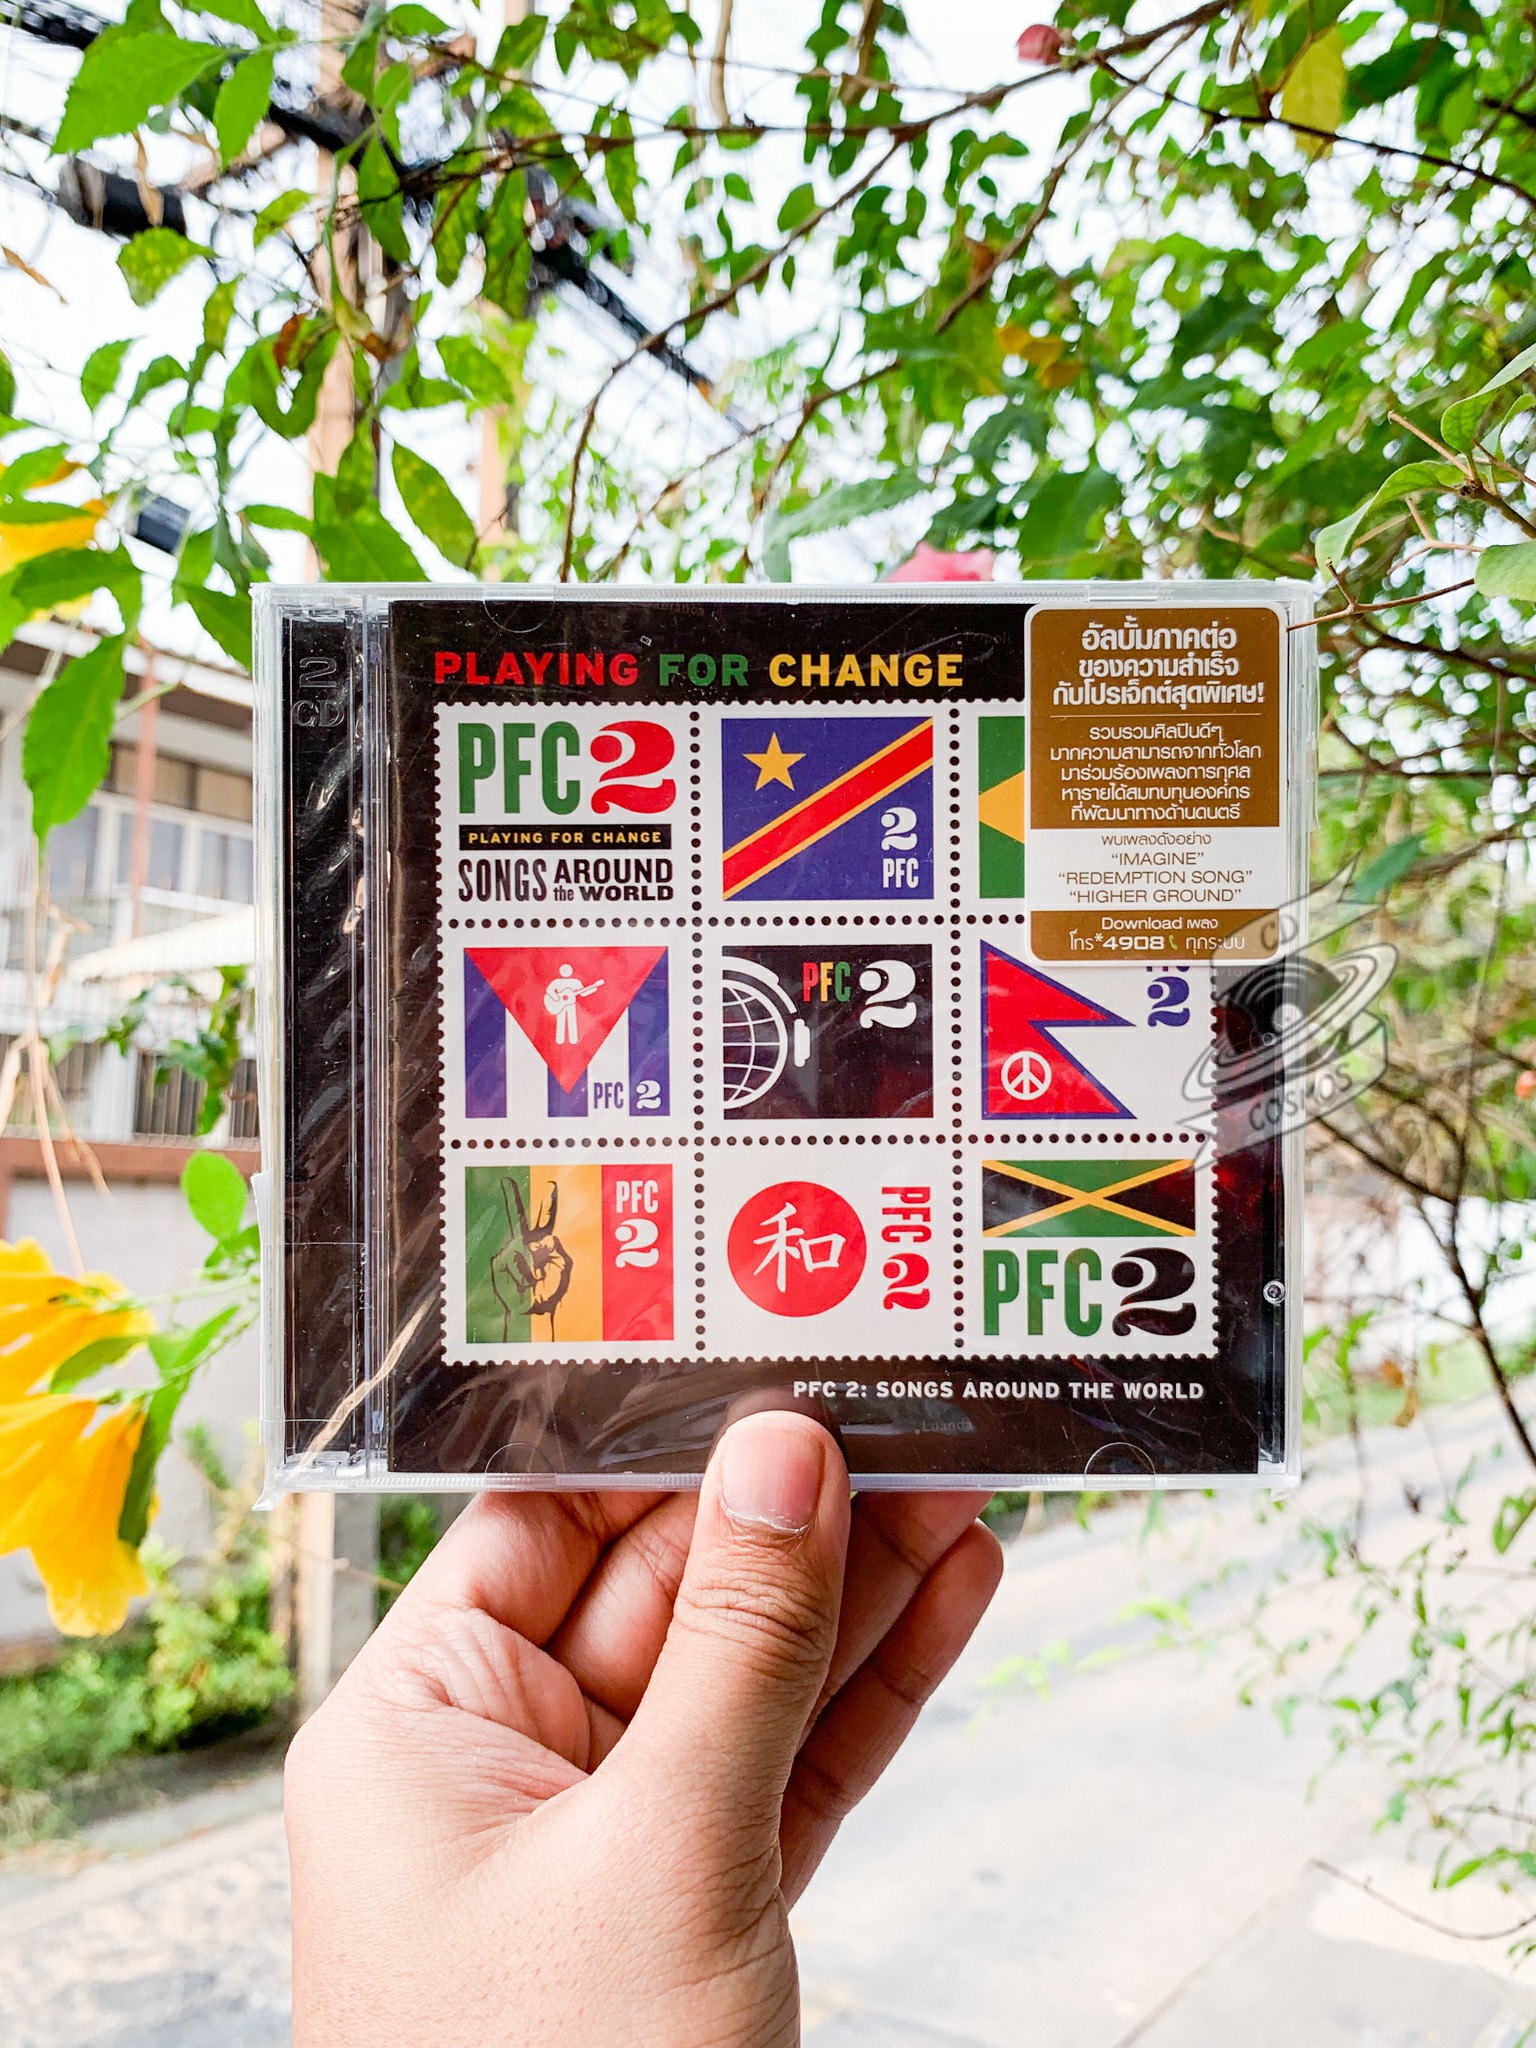 2
CD
PLAYING FOR CHANGE
PFC 2
PLAYING FOR CHANGE
SONGS AROUND
the WORLD
2
PFC
PFC 2
PFC 2
2
PFC
2
和
PFC 2
PFC 2
PFC 2: SONGS AROUND THE WORLD
Luanda
อัลบั้มภาคต่อ
ของความสำเร็จ
กับโปรเจ็กต์สุดพิเศษ!
รวบรวมศิลปินดีๆ
มากความสามารถจากทั่วโลก
มาร่วมร้องเพลงการกุศล
หารายได้สมทบทุนองค์กร
ที่พัฒนาทางด้านดนตรี
พบเพลงดังอย่าง
“IMAGINE”
“REDEMPTION SONG”
“HIGHER GROUND”
Download เพลง
โทร*4908 ทุกระบบ
CD
COSMOS